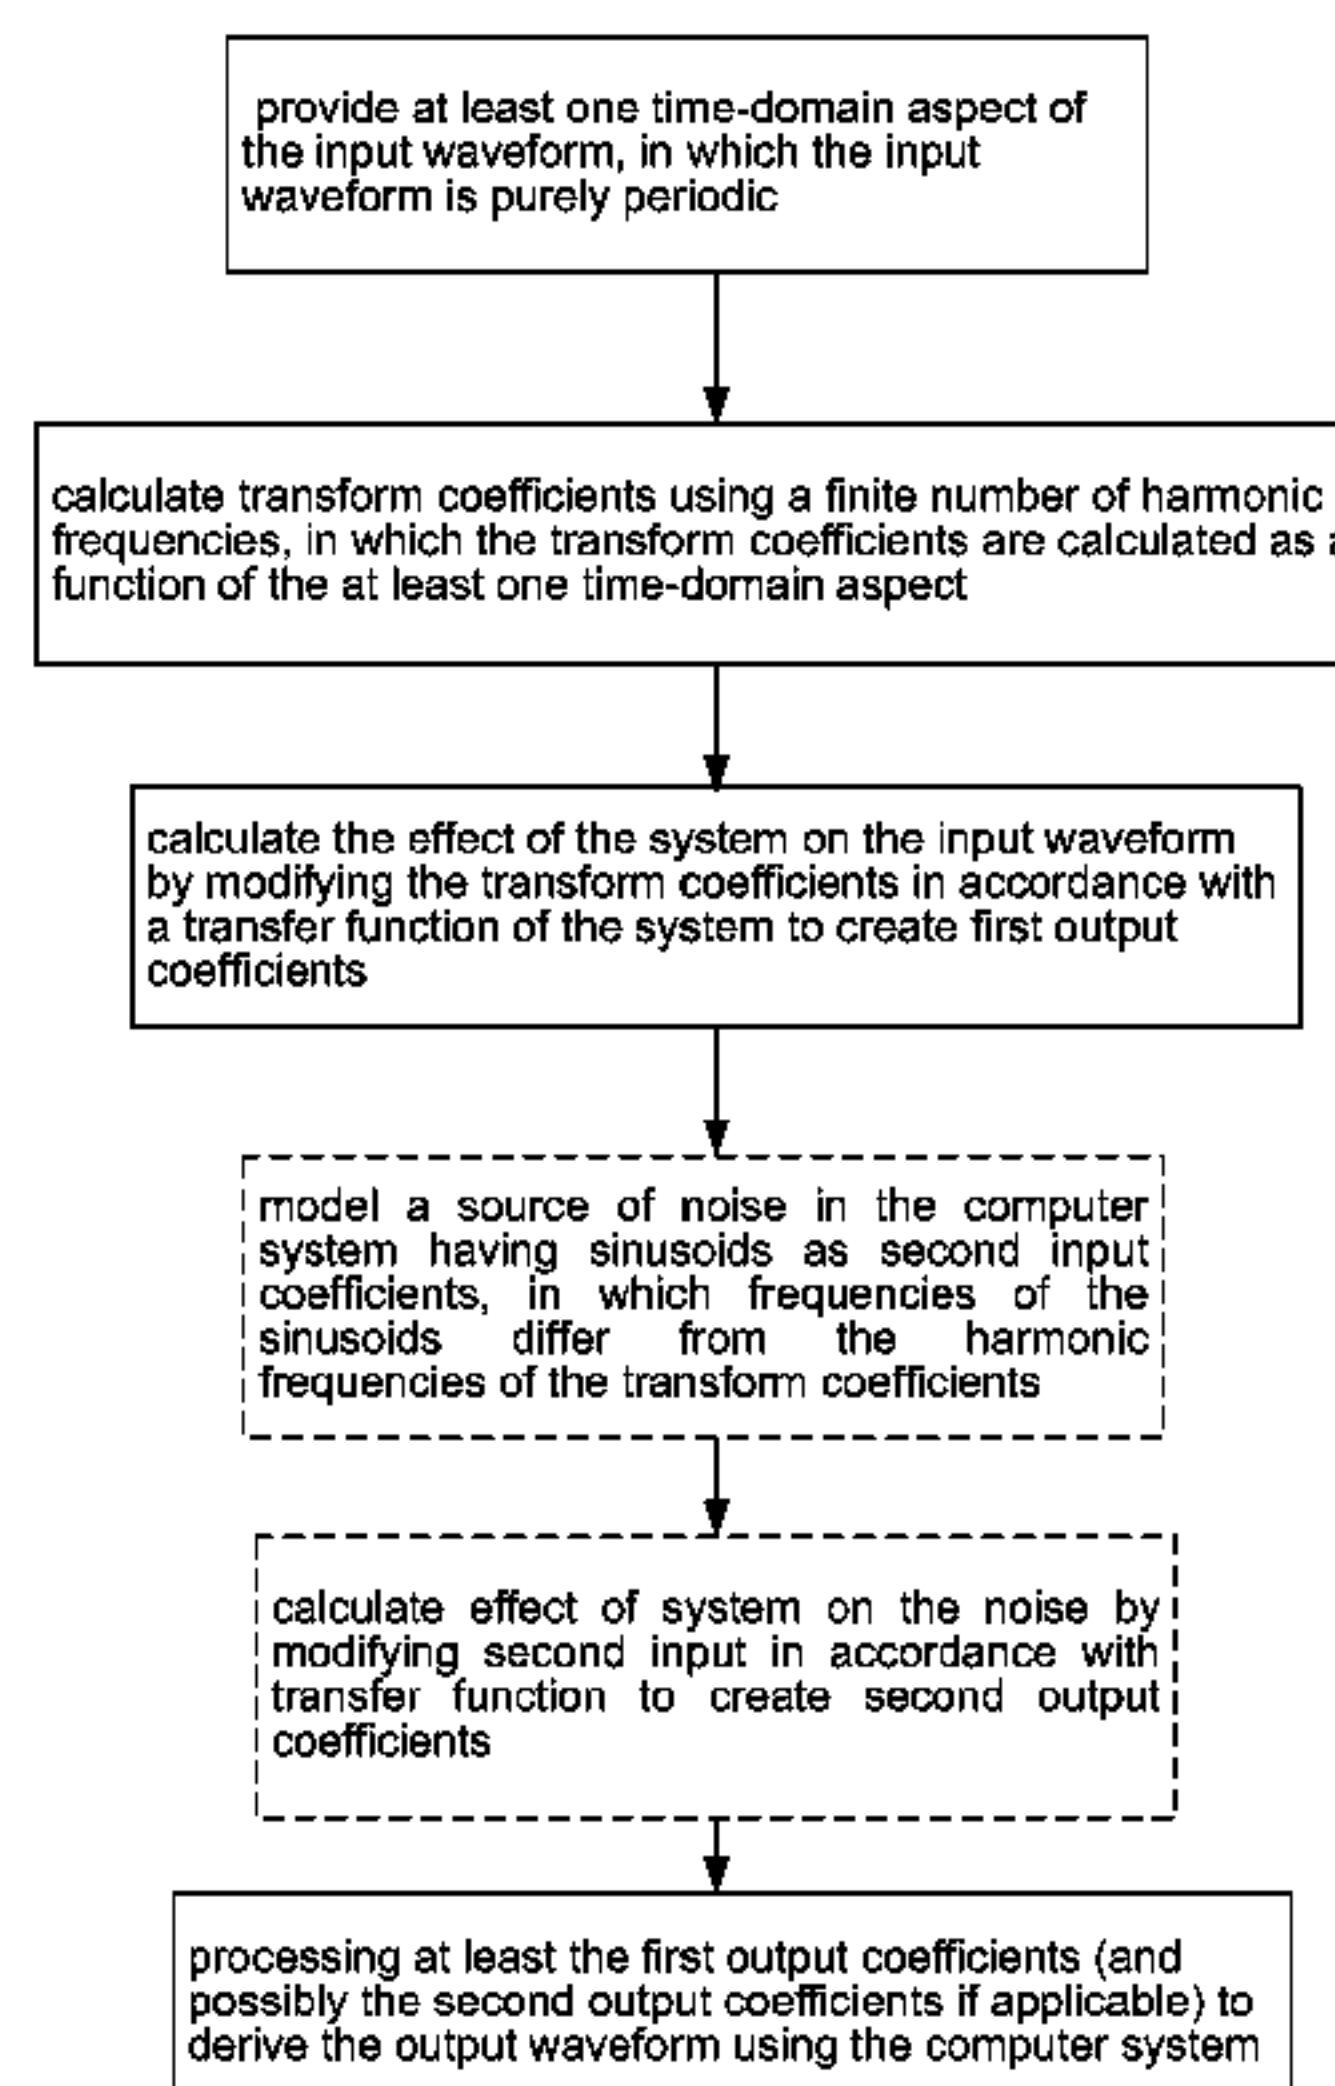 provide at least one time-domain aspect of
the input waveform, in which the input
waveform is purely periodic
calculate transform coefficients using a finite number of harmonic
frequencies, in which the transform coefficients are calculated as a
function of the at least one time-domain aspect
calculate the effect of the system on the input waveform
by modifying the transform coefficients in accordance with
a transfer function of the system to create first output
coefficients
model a source of noise in the computer
system having sinusoids as second input
coefficients, in which frequencies of the
sinusoids differ from the harmonic
frequencies of the transform coefficients
calculate effect of system on the noise by
modifying second input in accordance with
transfer function to create second output
coefficients
processing at least the first output coefficients (and
possibly the second output coefficients if applicable) to
derive the output waveform using the computer system